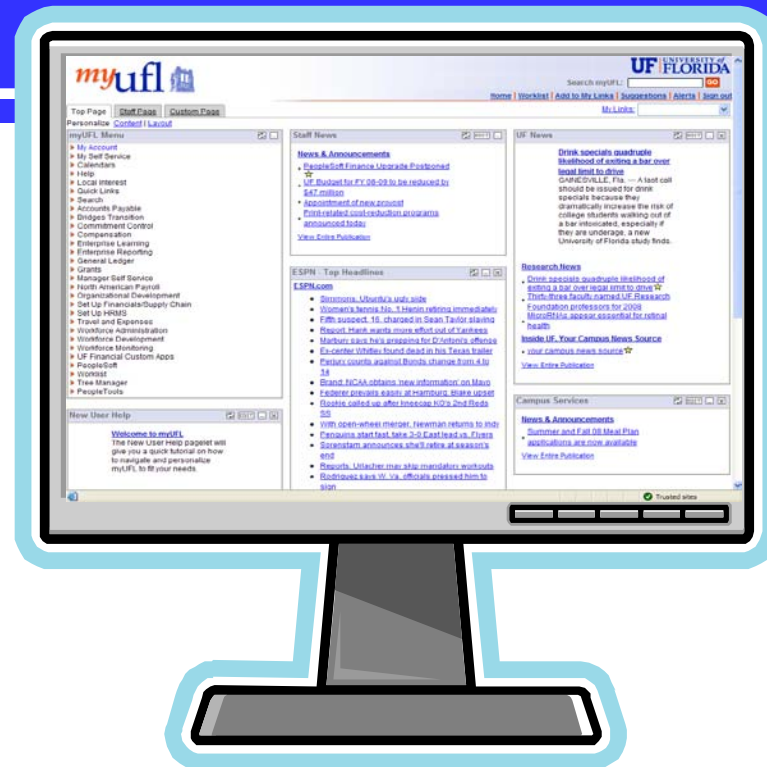 myufl
UF UNIVERSITY of FLORIDA
Search myUFL: GO
Home | Worklist | Add to My Links | Suggestions | Alerts | Sign out
Top Page Staff Page Custom Page
My Links:
Personalize Content | Layout
myUFL Menu
My Account
My Self Service
Calendars
Help
Local Interest
Quick Links
Search
Accounts Payable
Bridges Transition
Commitment Control
Compensation
Enterprise Learning
Enterprise Reporting
General Ledger
Grants
Manager Self Service
North American Payroll
Organizational Development
Set Up Financials/Supply Chain
Set Up HRMS
Travel and Expenses
Workforce Administration
Workforce Development
Workforce Monitoring
UF Financial Custom Apps
PeopleSoft
Worklist
Tree Manager
PeopleTools
New User Help
Welcome to myUFL
The New User Help pagelet will
give you a quick tutorial on how
to navigate and personalize
myUFL to fit your needs.
Staff News
News & Announcements
PeopleSoft Finance Upgrade Postponed
UF Budget for FY 08-09 to be reduced by
$47 million
Appointment of new provost
Print-related cost-reduction programs
announced today
View Entire Publication
ESPN - Top Headlines
ESPN.com
Simmons, Ubuntu's ugly side
Women's tennis No. 1 Henin retiring immediately
Fifth suspect, 16, charged in Sean Taylor slaying
Report: Hank wants more effort out of Yankees
Marbury says he's prepping for D'Antoni's offense
Ex-center Whitley found dead in his Texas trailer
Perjury counts against Bonds change from 4 to
14
Brand: NCAA obtains 'new information' on Mayo
Federer prevails easily at Hamburg, Blake upset
Rookie called up after kneecap KO's 2nd Reds
SS
With open-wheel merger, Newman returns to Indy
Penguins start fast, take 3-0 East lead vs. Flyers
Sorenstam announces she'll retire at season's
end
Reports: Urlacher may skip mandatory workouts
Rodriguez says W. Va. officials pressed him to
sign
UF News
Drink specials quadruple
likelihood of exiting a bar over
legal limit to drive
GAINESVILLE, Fla. — A last call
should be issued for drink
specials because they
dramatically increase the risk of
college students walking out of
a bar intoxicated, especially if
they are underage, a new
University of Florida study finds.
Research News
Drink specials quadruple likelihood of
exiting a bar over legal limit to drive
Thirty-three faculty named UF Research
Foundation professors for 2008
MicroRNAs appear essential for retinal
health
Inside UF, Your Campus News Source
your campus news source
View Entire Publication
Campus Services
News & Announcements
Summer and Fall 08 Meal Plan
applications are now available
View Entire Publication
Trusted sites